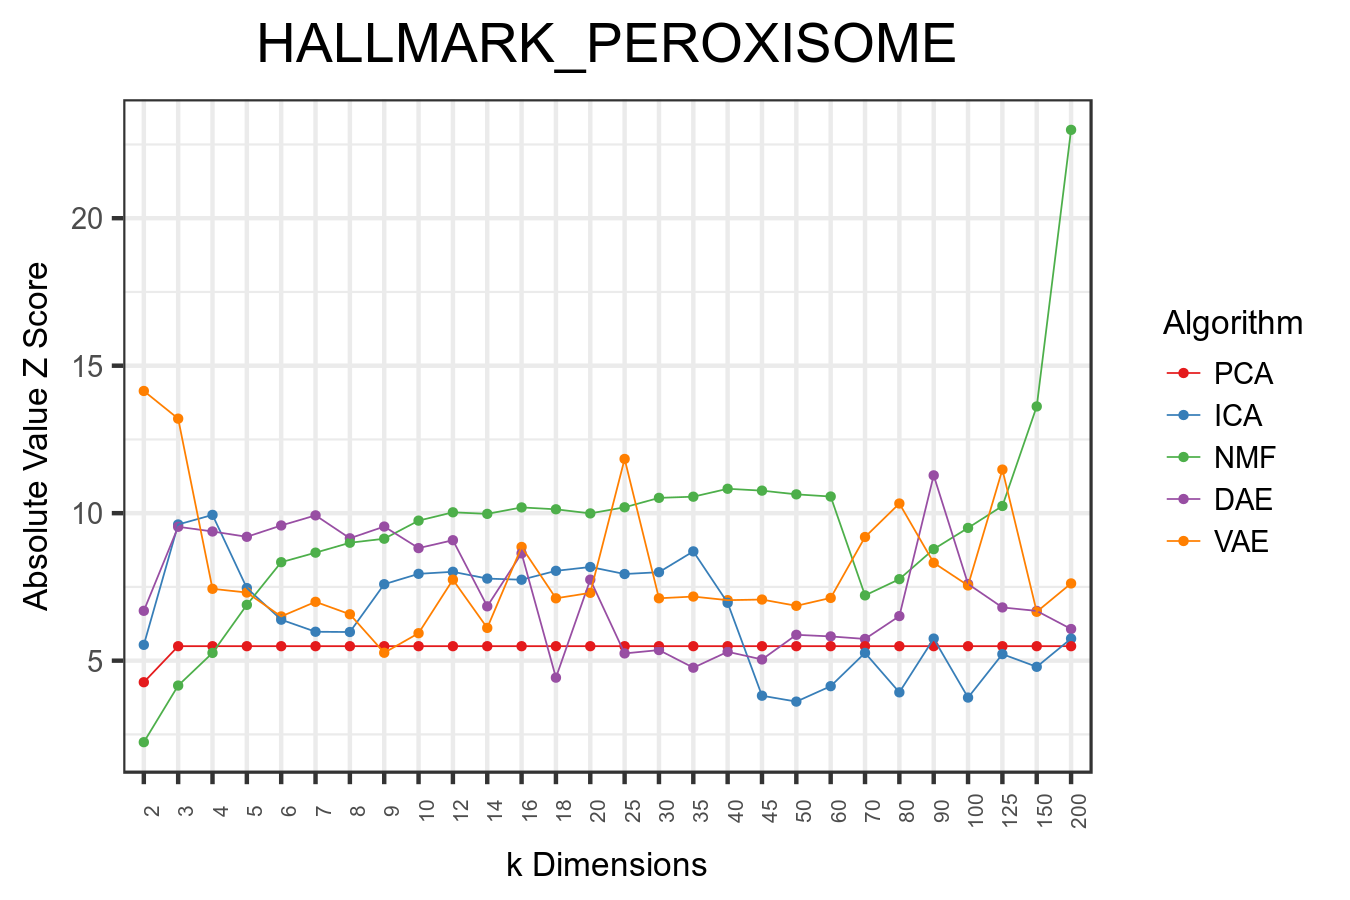 HALLMARK_PEROXISOME
Absolute Value Z Score
20
15
10
5
2 3 4 5 6 7 8 9 10 12 14 16 18 20 25 30 35 40 45 50 60 70 80 90 100 125 150 200
k Dimensions
Algorithm
PCA
ICA
NMF
DAE
VAE